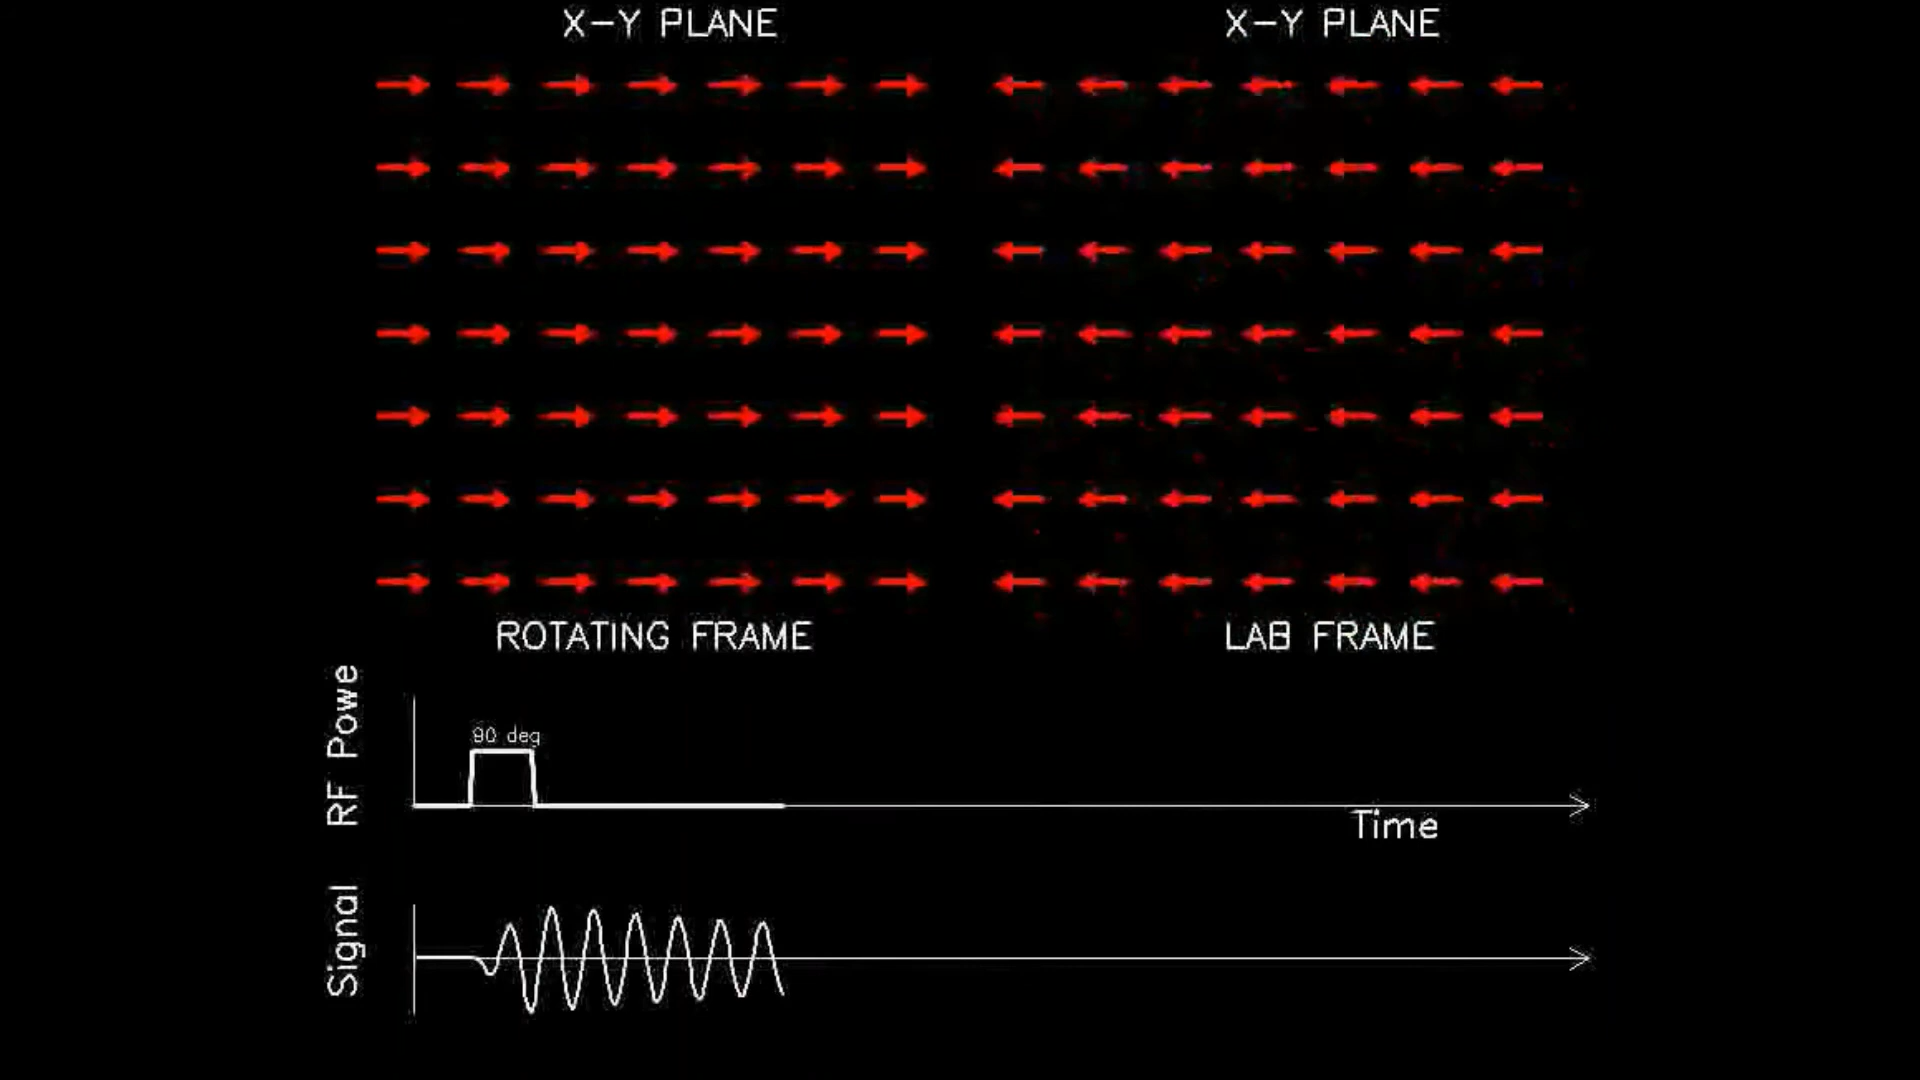 X-Y PLANE
X-Y PLANE
ROTATING FRAME
LAB FRAME
RF Powe
90 deg
Time
Signal